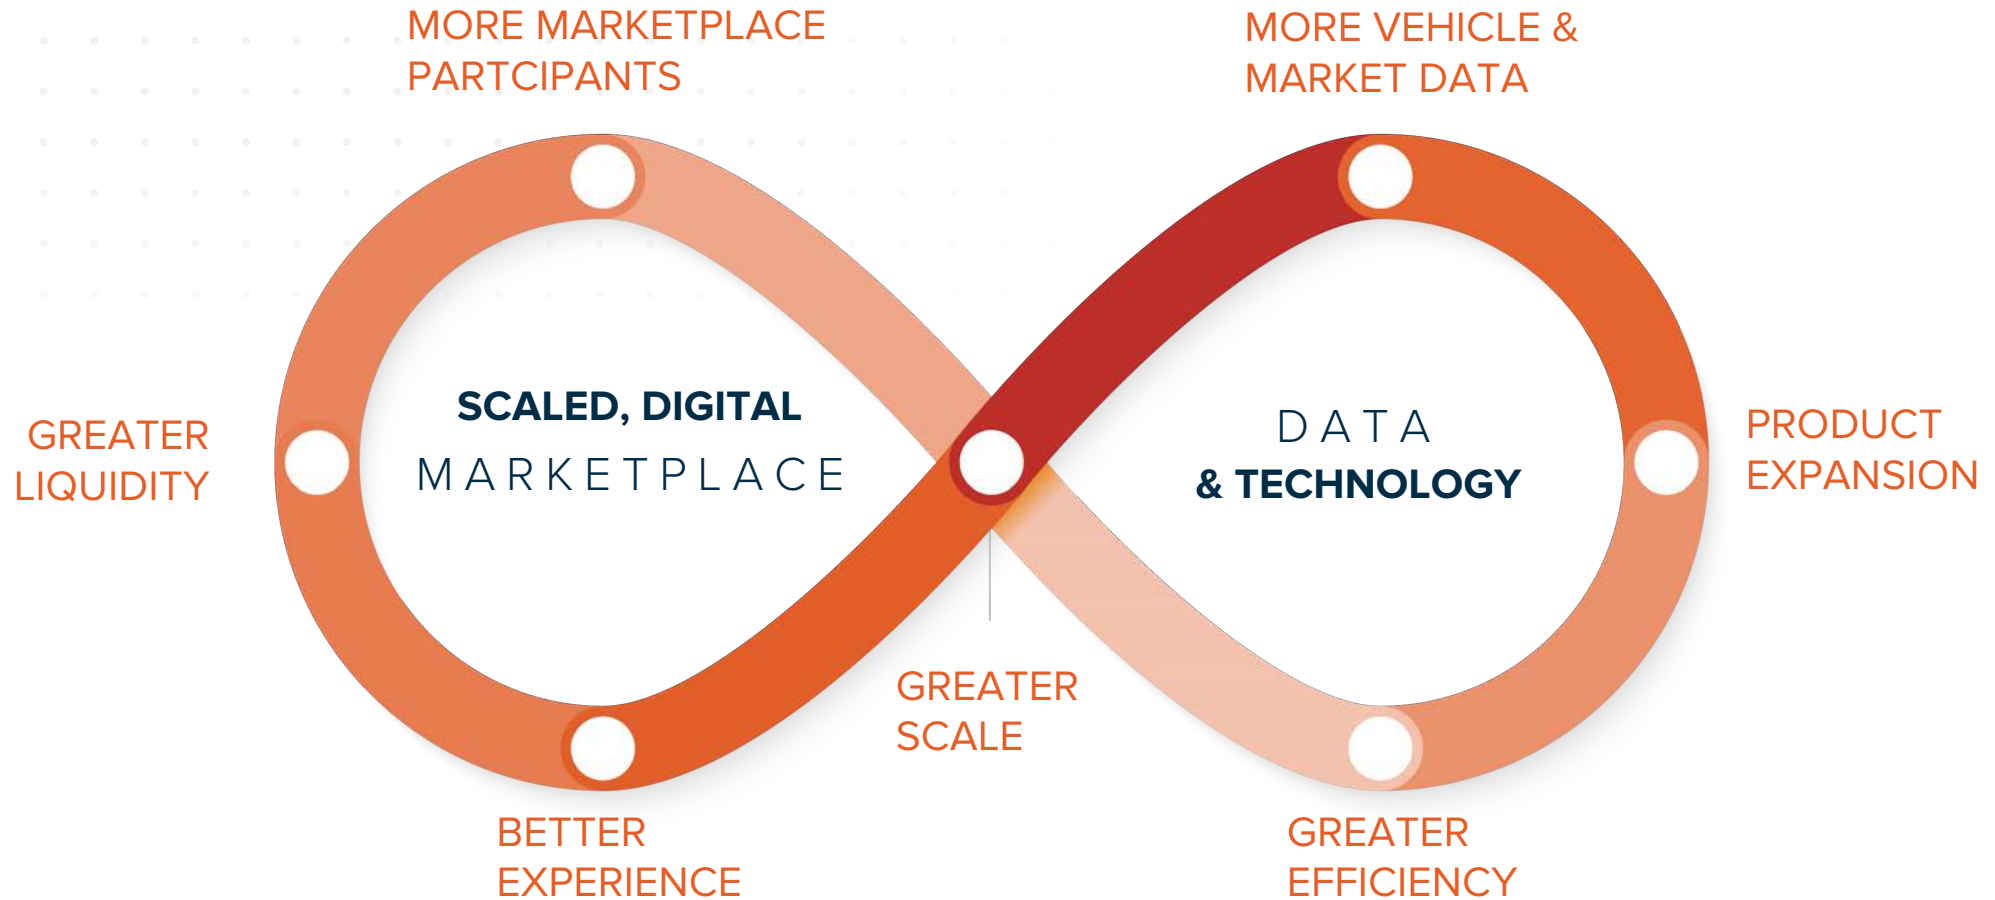 MORE MARKETPLACE
PARTCIPANTS
MORE VEHICLE &
MARKET DATA
GREATER
LIQUIDITY
SCALED, DIGITAL
MARKETPLACE
DATA
& TECHNOLOGY
PRODUCT
EXPANSION
GREATER
SCALE
BETTER
EXPERIENCE
GREATER
EFFICIENCY